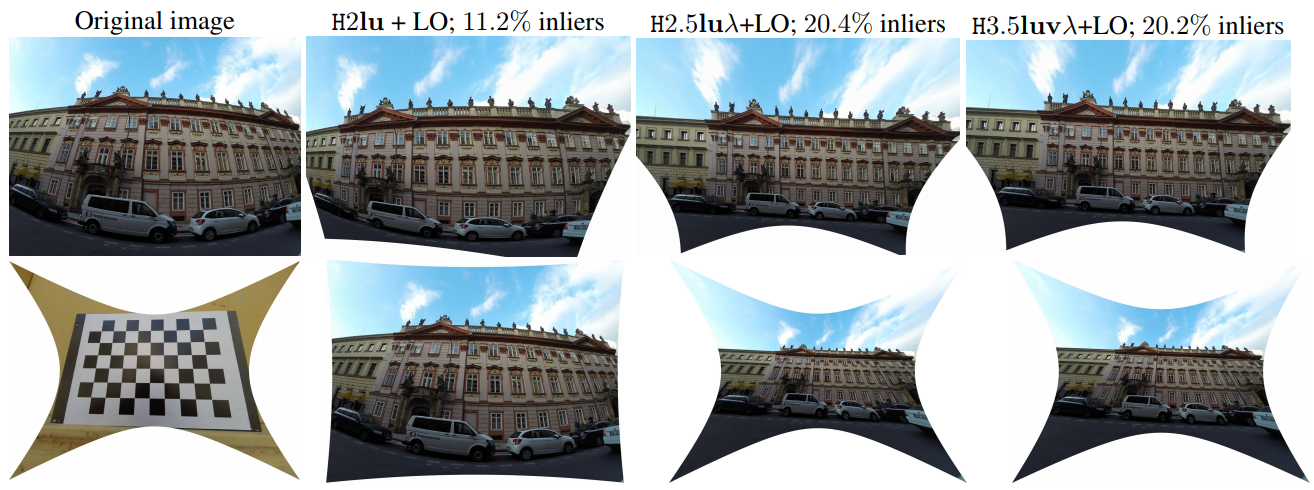 Original image
H2lu + LO; 11.2% inliers
H2.5luλ+LO; 20.4% inliers
H3.5luvλ+LO; 20.2% inliers